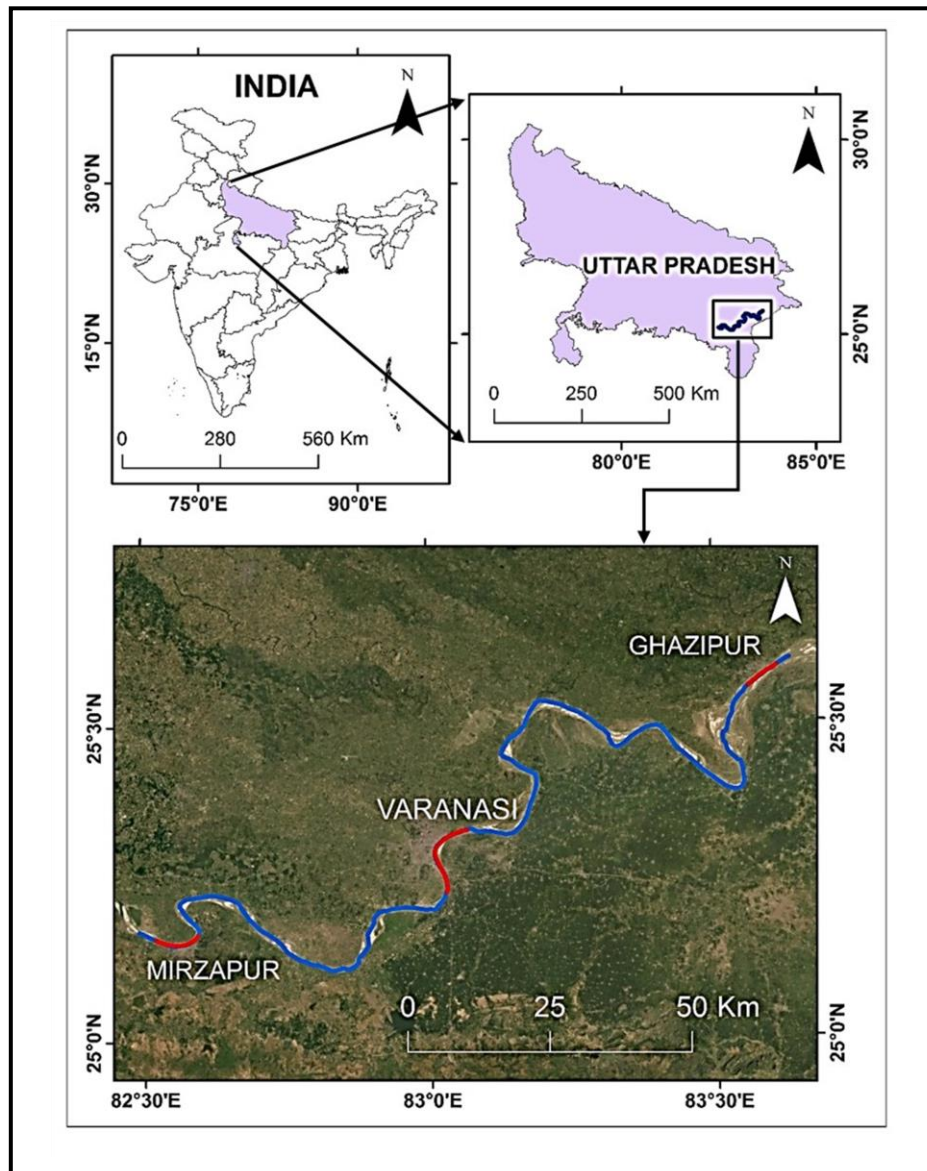 INDIA
N
30°0'N
15°0'N
0 280 560 Km
75°0'E 90°0'E
N
30°0'N
25°0'N
UTTAR PRADESH
0 250 500 Km
80°0'E 85°0'E
N
GHAZIPUR
25°30'N 25°30'N
VARANASI
MIRZAPUR
0 25 50 Km
25°0'N 25°0'N
82°30'E 83°0'E 83°30'E